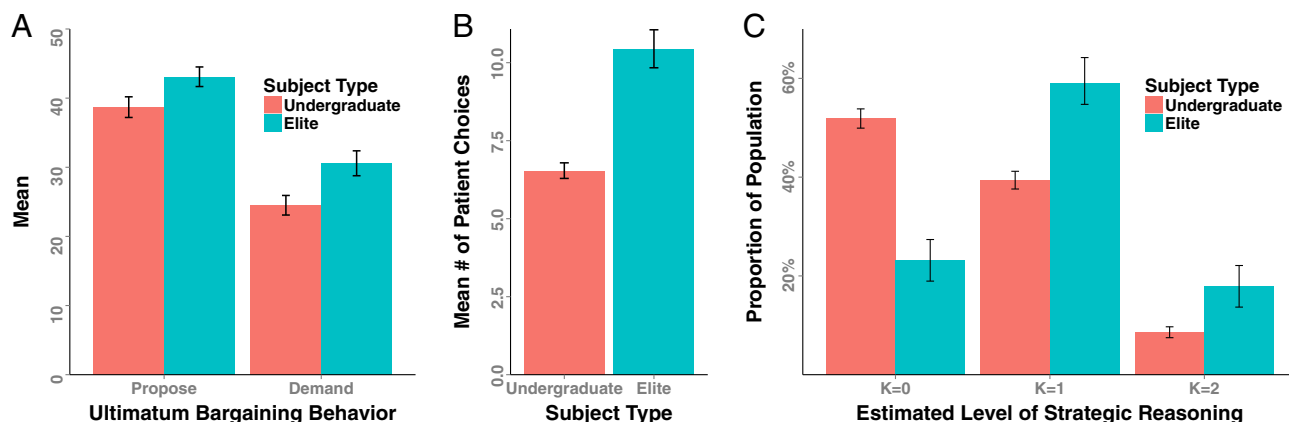 A
Mean
50
40
30
20
10
0
Subject Type
Undergraduate
Elite
Propose
Demand
Ultimatum Bargaining Behavior
B
Mean # of Patient Choices
10.0
7.5
5.0
2.5
0.0
Undergraduate
Elite
Subject Type
C
Proportion of Population
60%
40%
20%
Subject Type
Undergraduate
Elite
K=0
K=1
K=2
Estimated Level of Strategic Reasoning